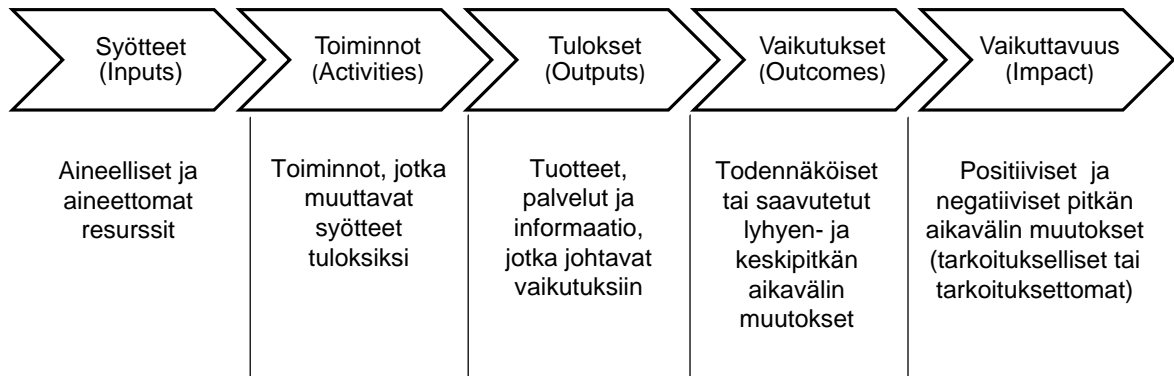 Syötteet
(Inputs)
Toiminnot
(Activities)
Tulokset
(Outputs)
Vaikutukset
(Outcomes)
Vaikuttavuus
(Impact)
Aineelliset ja
aineettomat
resurssit
Toiminnot, jotka
muuttavat
syötteet
tuloksiksi
Tuotteet,
palvelut ja
informaatio,
jotka johtavat
vaikutuksiin
Todennäköiset
tai saavutetut
lyhyen- ja
keskipitkän
aikavälin
muutokset
Positiiviset ja
negatiiviset pitkän
aikavälin muutokset
(tarkoitukselliset tai
tarkoituksettomat)